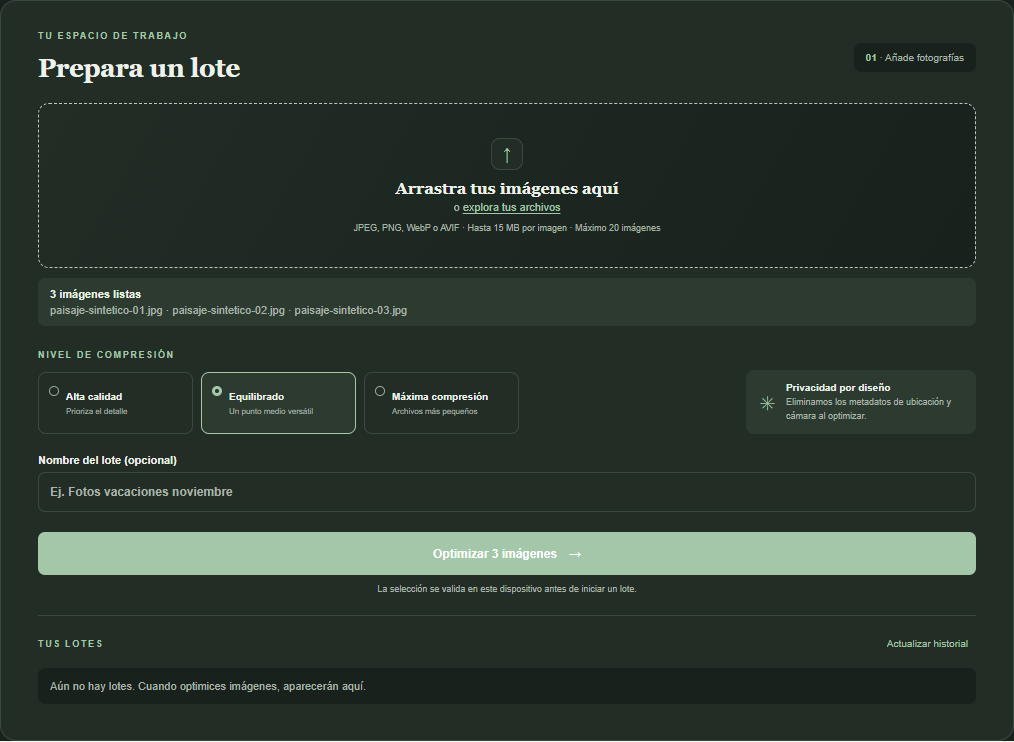 TU ESPACIO DE TRABAJO
Prepara un lote
01 · Añade fotografías
↑
Arrastra tus imágenes aquí
o explora tus archivos
JPEG, PNG, WebP o AVIF · Hasta 15 MB por imagen · Máximo 20 imágenes
3 imágenes listas
paisaje-sintetico-01.jpg · paisaje-sintetico-02.jpg · paisaje-sintetico-03.jpg
NIVEL DE COMPRESIÓN
Alta calidad
Prioriza el detalle
Equilibrado
Un punto medio versátil
Máxima compresión
Archivos más pequeños
Privacidad por diseño
Eliminamos los metadatos de ubicación y
cámara al optimizar.
Nombre del lote (opcional)
Ej. Fotos vacaciones noviembre
Optimizar 3 imágenes →
La selección se valida en este dispositivo antes de iniciar un lote.
TUS LOTES
Actualizar historial
Aún no hay lotes. Cuando optimices imágenes, aparecerán aquí.